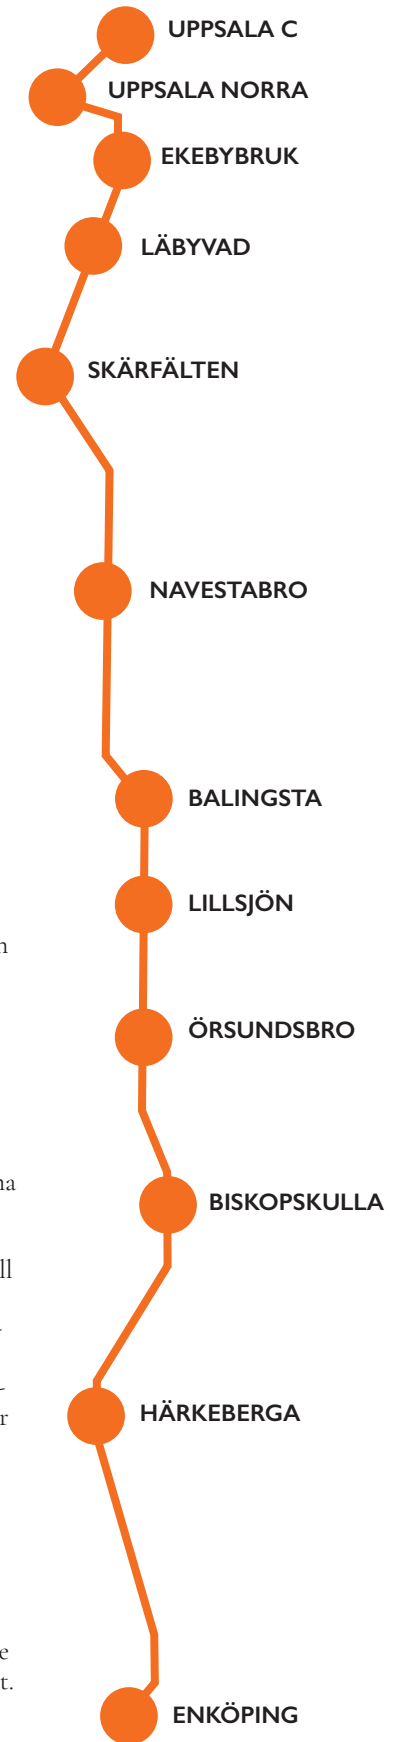 UPPSALA C
UPPSALA NORRA
EKEBYBRUK
LÄBYVAD
SKÄRFÄLTEN
NAVESTABRO
BALINGSTA
LILLSJÖN
ÖRSUNDSBRO
BISKOPSKULLA
HÄRKEBERGA
ENKÖPING